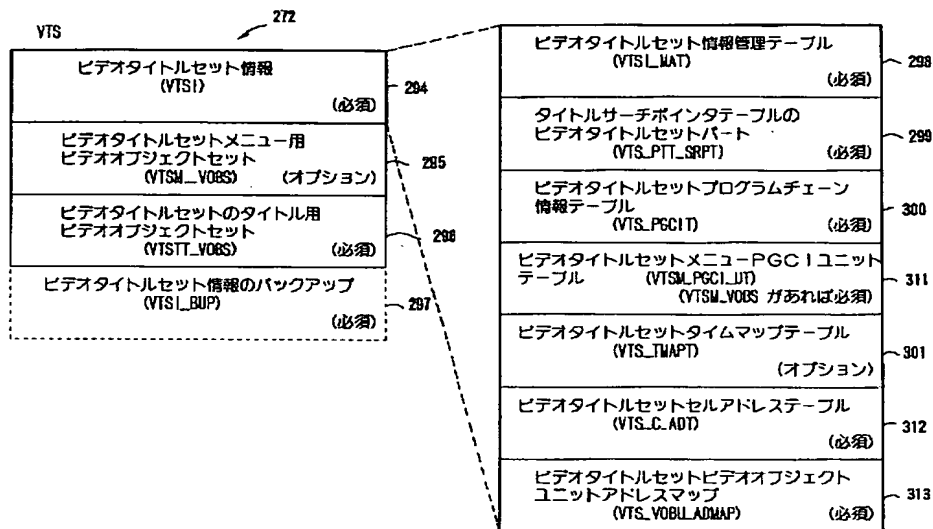 VTS
272
ビデオタイトルセット情報
(VTSI)
(必須)
294
ビデオタイトルセットメニュー用
ビデオオブジェクトセット
(VTSM_VOBS) (オプション)
295
ビデオタイトルセットのタイトル用
ビデオオブジェクトセット
(VTSTT_VOBS) (必須)
296
ビデオタイトルセット情報のバックアップ
(VTSI_BUP)
(必須)
297
ビデオタイトルセット情報管理テーブル
(VTSI_MAT)
(必須)
298
タイトルサーチポインタテーブルの
ビデオタイトルセットパート
(VTS_PTT_SRPT) (必須)
299
ビデオタイトルセットプログラムチェーン
情報テーブル
(VTS_PGCIT) (必須)
300
ビデオタイトルセットメニューPGCIユニット
テーブル (VTSM_PGCI_UT)
(VTSM_VOBS があれば必須)
311
ビデオタイトルセットタイムマップテーブル
(VTS_TMAPT)
(オプション)
301
ビデオタイトルセットセルアドレステーブル
(VTS_C_ADT)
(必須)
312
ビデオタイトルセットビデオオブジェクト
ユニットアドレスマップ
(VTS_VOBU_ADMAP) (必須)
313